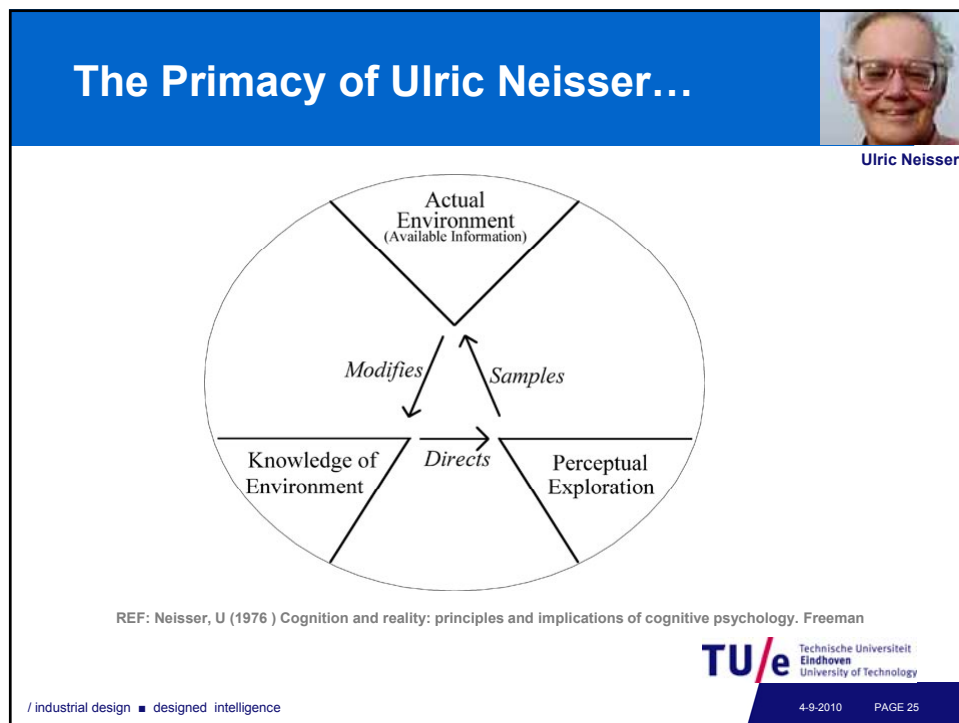 The Primacy of Ulric Neisser…
Ulric Neisser
Actual
Environment
(Available Information)
Modifies
Samples
Knowledge of
Environment
Directs
Perceptual
Exploration
REF: Neisser, U (1976 ) Cognition and reality: principles and implications of cognitive psychology. Freeman
TU/e
Technische Universiteit
Eindhoven
University of Technology
/ industrial design ■ designed intelligence
4-9-2010 PAGE 25